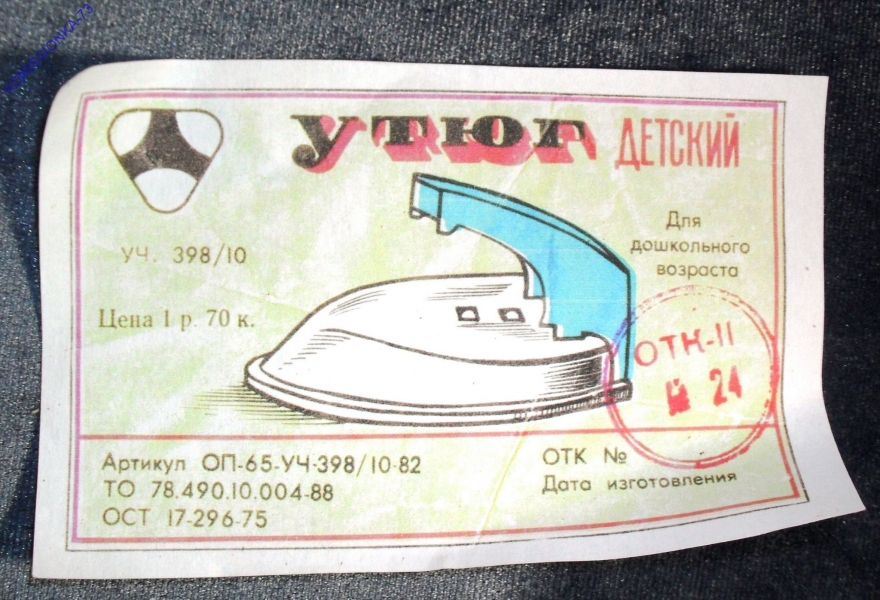 УТЮГ ДЕТСКИЙ
Для
дошкольного
возраста
УЧ. 398/10
Цена 1 р. 70 к.
ОТК-11
№ 24
Артикул ОП-65-УЧ-398/10-82
ТО 78.490.10.004-88
ОСТ 17-296-75
ОТК №
Дата изготовления